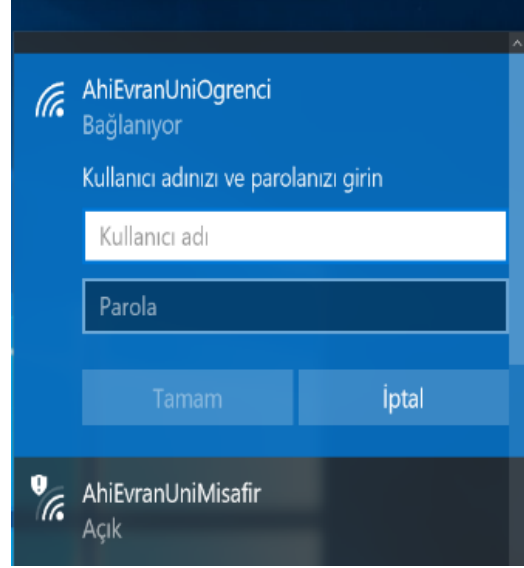 AhiEvranUniOgrenci
Bağlanıyor
Kullanıcı adınızı ve parolanızı girin
Kullanıcı adı
Parola
Tamam
İptal
AhiEvranUniMisafir
Açık